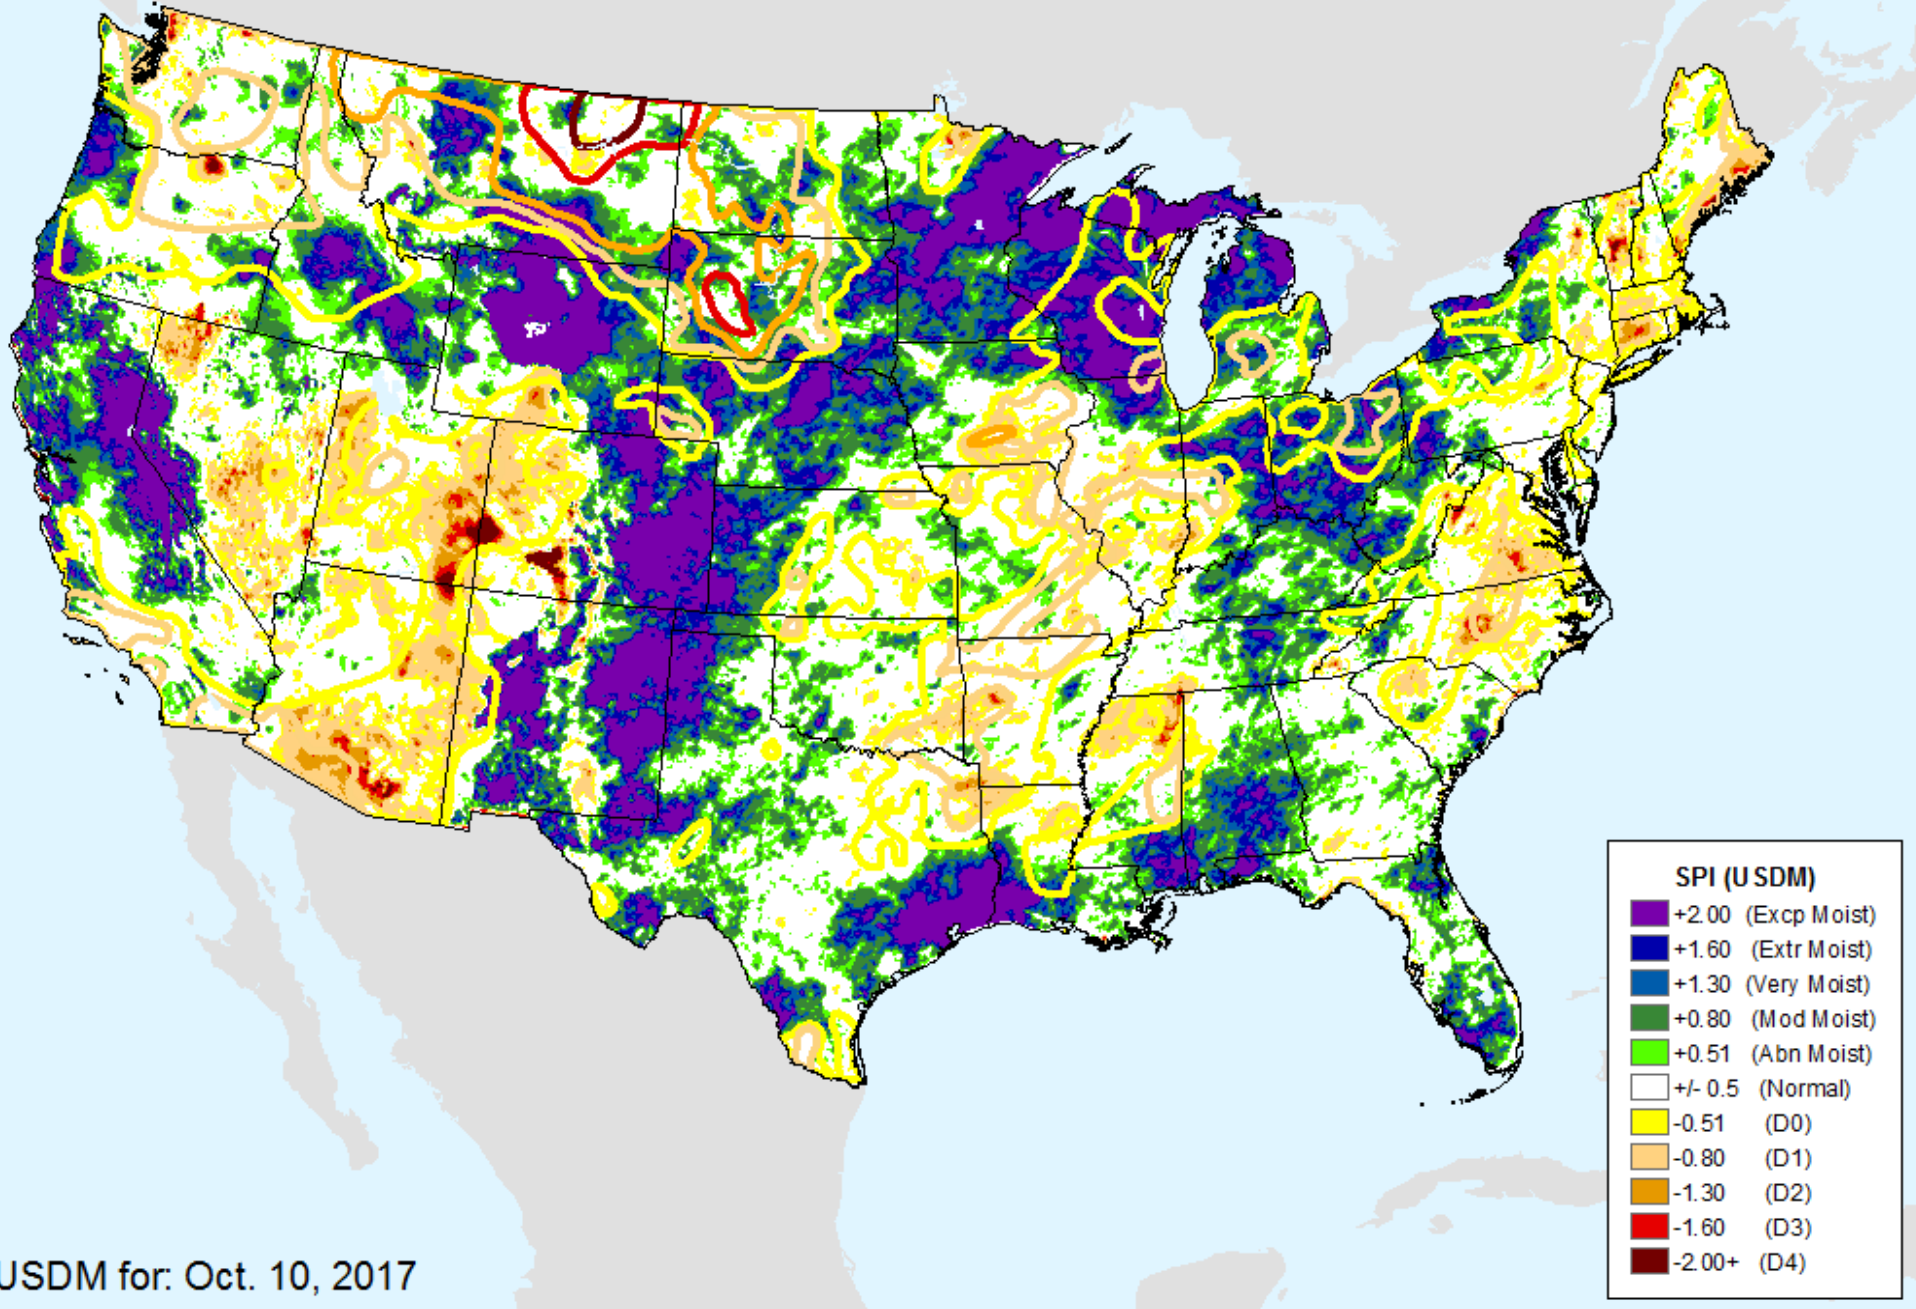 SPI (USDM)
+2.00 (Excp Moist)
+1.60 (Extr Moist)
+1.30 (Very Moist)
+0.80 (Mod Moist)
+0.51 (Abn Moist)
+/- 0.5 (Normal)
-0.51 (D0)
-0.80 (D1)
-1.30 (D2)
-1.60 (D3)
-2.00+ (D4)
USDM for: Oct. 10, 2017